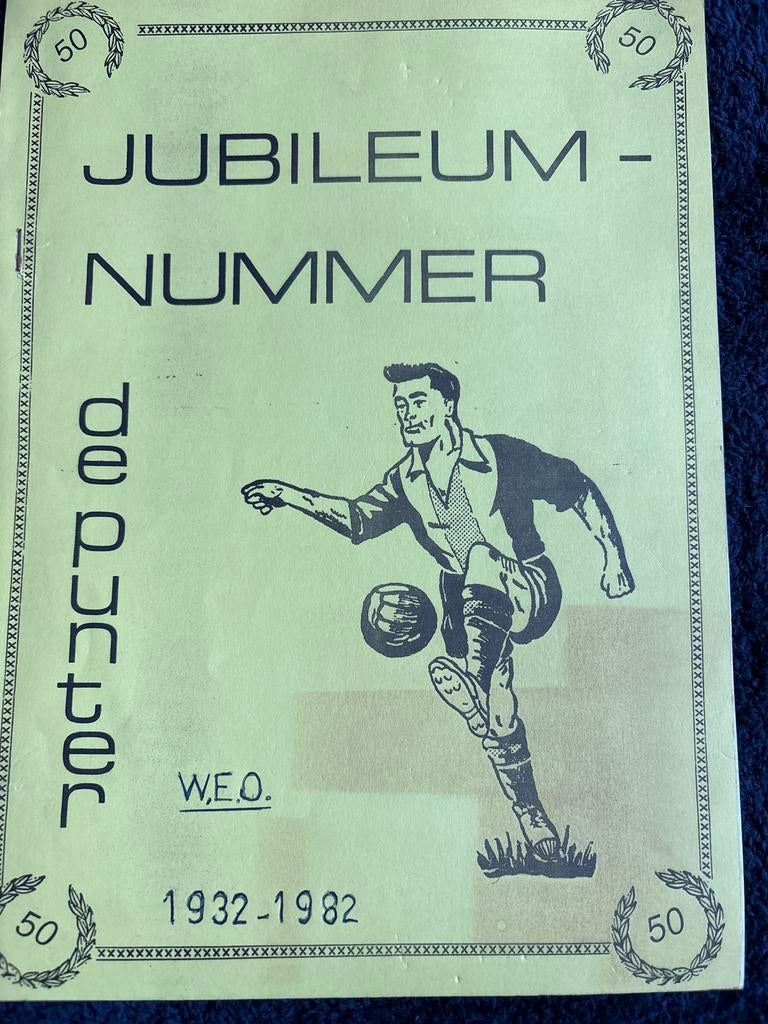 50
50
JUBILEUM -
NUMMER
de punter
W.E.O.
1932-1982
50
50